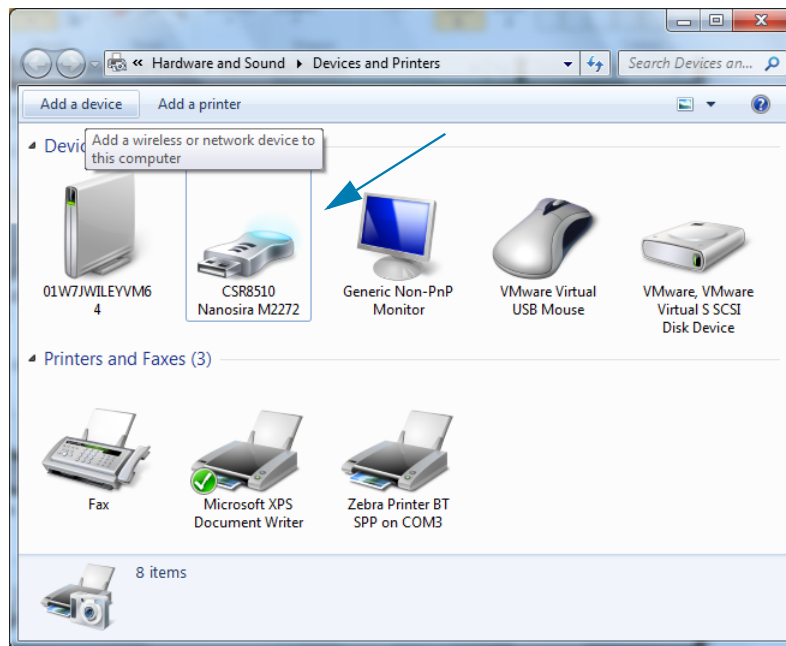 « Hardware and Sound ▸ Devices and Printers
Search Devices an...
Add a device
Add a printer
Add a wireless or network device to
this computer
01W7JWILEYVM6
4
CSR8510
Nanosira M2272
Generic Non-PnP
Monitor
VMware Virtual
USB Mouse
VMware, VMware
Virtual S SCSI
Disk Device
Printers and Faxes (3)
Fax
Microsoft XPS
Document Writer
Zebra Printer BT
SPP on COM3
8 items